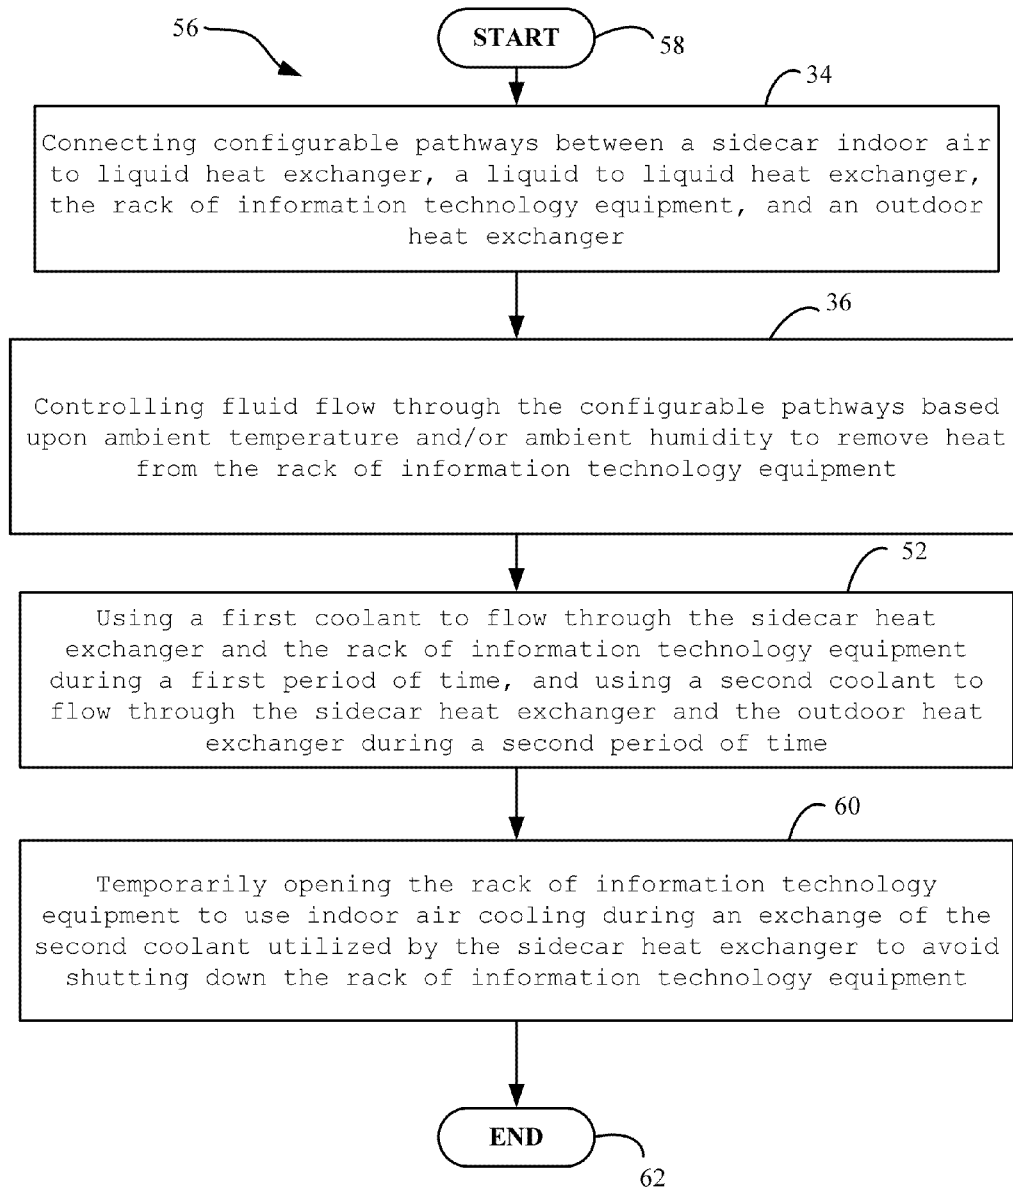 56
START
58
34
Connecting configurable pathways between a sidecar indoor air
to liquid heat exchanger, a liquid to liquid heat exchanger,
the rack of information technology equipment, and an outdoor
heat exchanger
36
Controlling fluid flow through the configurable pathways based
upon ambient temperature and/or ambient humidity to remove heat
from the rack of information technology equipment
52
Using a first coolant to flow through the sidecar heat
exchanger and the rack of information technology equipment
during a first period of time, and using a second coolant to
flow through the sidecar heat exchanger and the outdoor heat
exchanger during a second period of time
60
Temporarily opening the rack of information technology
equipment to use indoor air cooling during an exchange of the
second coolant utilized by the sidecar heat exchanger to avoid
shutting down the rack of information technology equipment
END
62